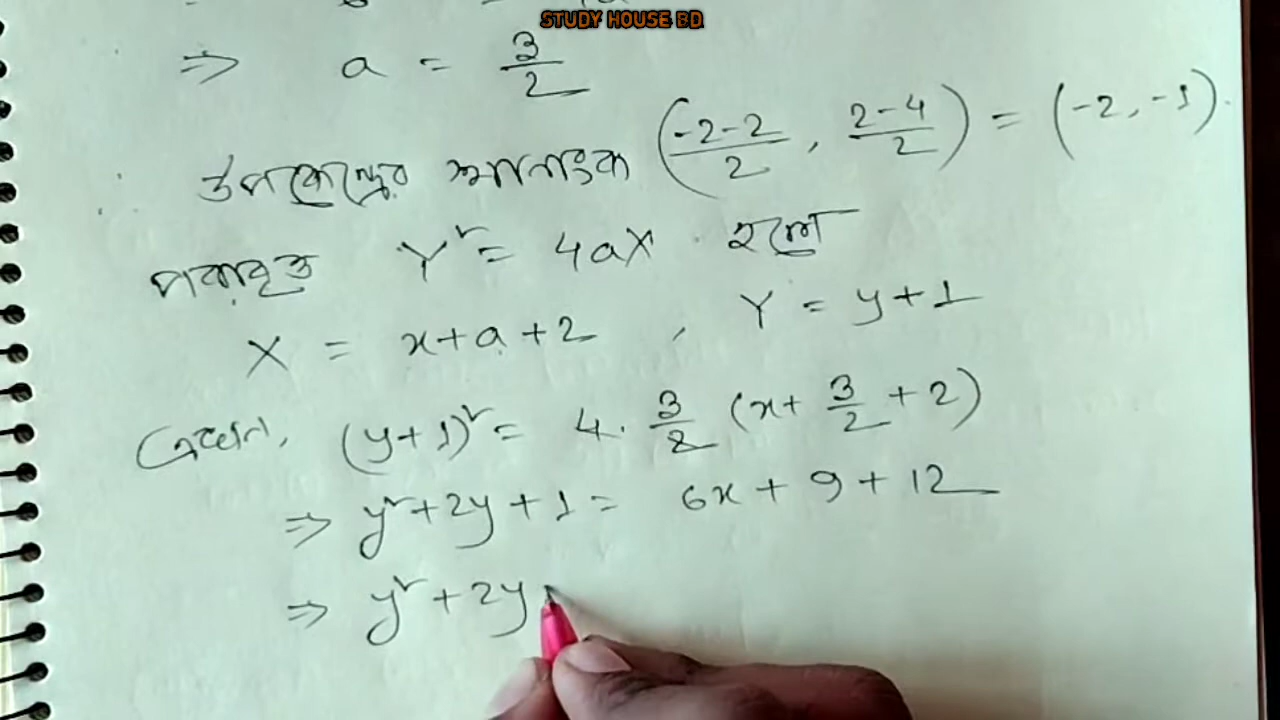 STUDY HOUSE BD
⇒ a = 3/2
উপকেন্দ্রের স্থানাংক (-2-2/2, 2-4/2) = (-2, -1).
পরাবৃত্ত Y² = 4aX হলে
X = x+a+2 , Y = y+1
এখন, (y+1)² = 4. 3/2 (x+ 3/2 +2)
⇒ y²+2y+1 = 6x+9+12
⇒ y²+2y